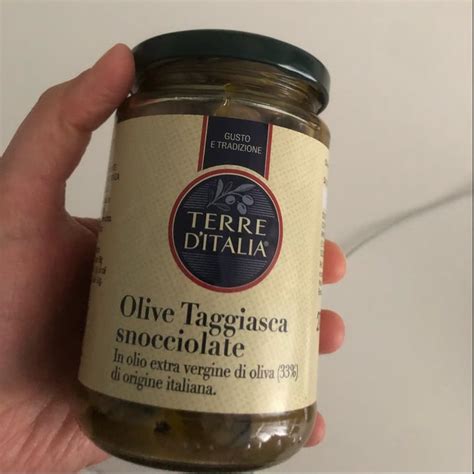 GUSTO
E TRADIZIONE
TERRE
D'ITALIA®
Olive Taggiasca
snocciolate
In olio extra vergine di oliva (33%)
di origine italiana.